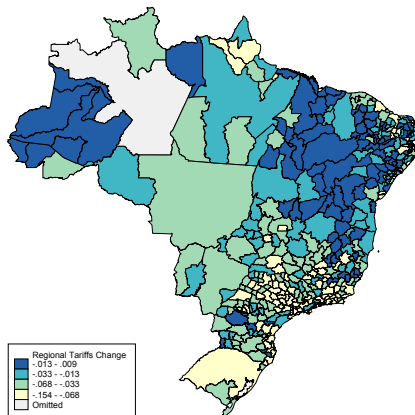 Regional Tariffs Change
-.013 - .009
-.033 - -.013
-.068 - -.033
-.154 - -.068
Omitted